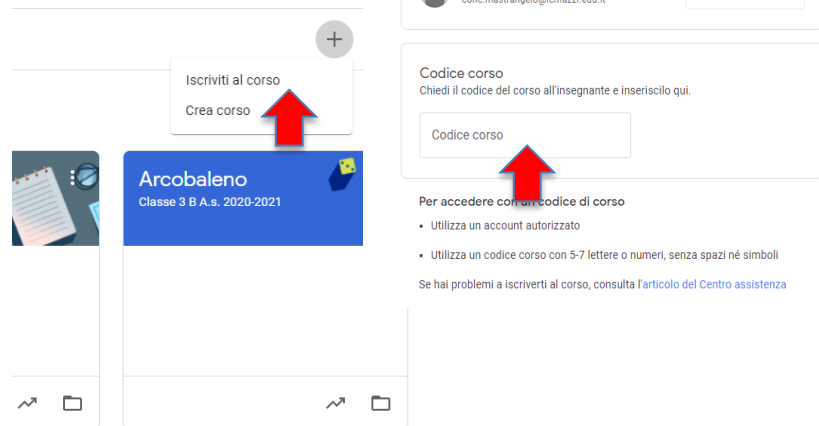 Iscriviti al corso
Crea corso
Arcobaleno
Classe 3 B A.s. 2020-2021
Codice corso
Chiedi il codice del corso all'insegnante e inseriscilo qui.
Codice corso
Per accedere con un codice di corso
• Utilizza un account autorizzato
• Utilizza un codice corso con 5-7 lettere o numeri, senza spazi né simboli
Se hai problemi a iscriverti al corso, consulta l'articolo del Centro assistenza